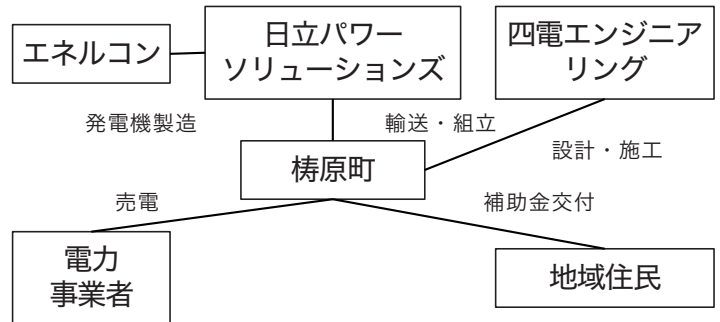 エネルコン
日立パワー
ソリューションズ
四電エンジニア
リング
発電機製造
輸送・組立
設計・施工
梼原町
売電
補助金交付
電力
事業者
地域住民